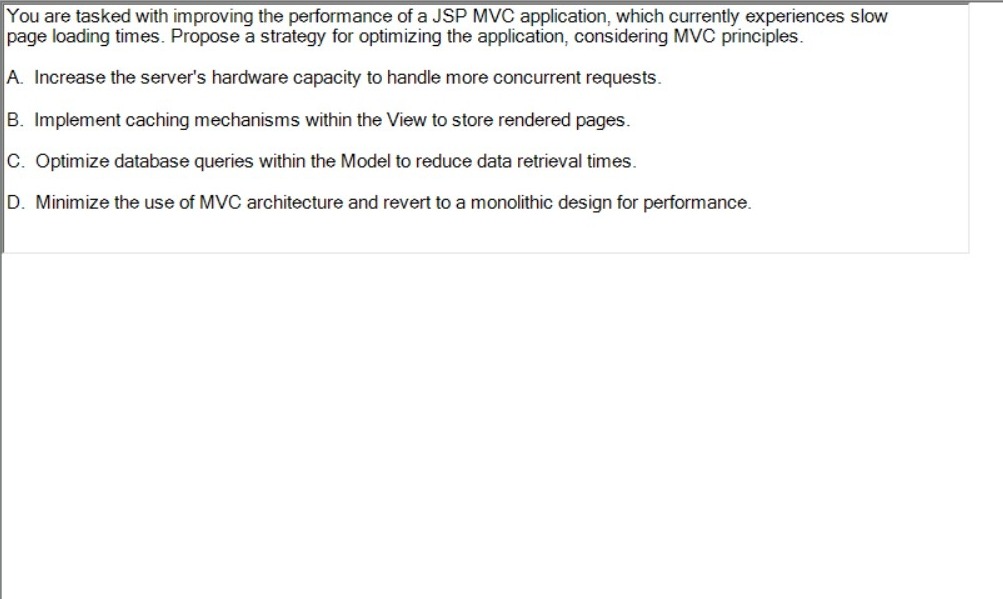 You are tasked with improving the performance of a JSP MVC application, which currently experiences slow
page loading times. Propose a strategy for optimizing the application, considering MVC principles.
A. Increase the server's hardware capacity to handle more concurrent requests.
B. Implement caching mechanisms within the View to store rendered pages.
C. Optimize database queries within the Model to reduce data retrieval times.
D. Minimize the use of MVC architecture and revert to a monolithic design for performance.